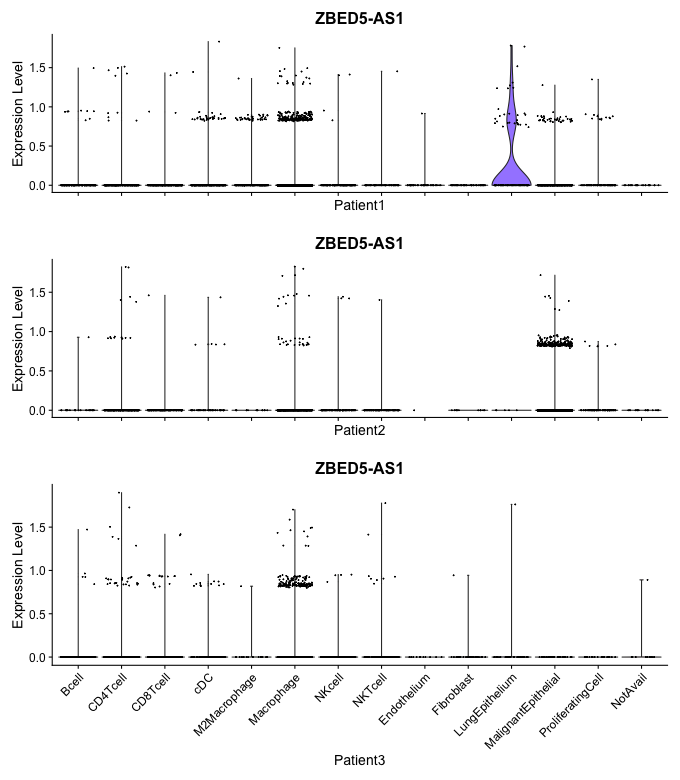 ZBED5-AS1
Expression Level
1.5
1.0
0.5
0.0
Patient1
ZBED5-AS1
Expression Level
1.5
1.0
0.5
0.0
Patient2
ZBED5-AS1
Expression Level
1.5
1.0
0.5
0.0
Bcell
CD4Tcell
CD8Tcell
cDC
M2Macrophage
Macrophage
NKcell
NKTcell
Endothelium
Fibroblast
LungEpithelium
MalignantEpithelial
ProliferatingCell
NotAvail
Patient3